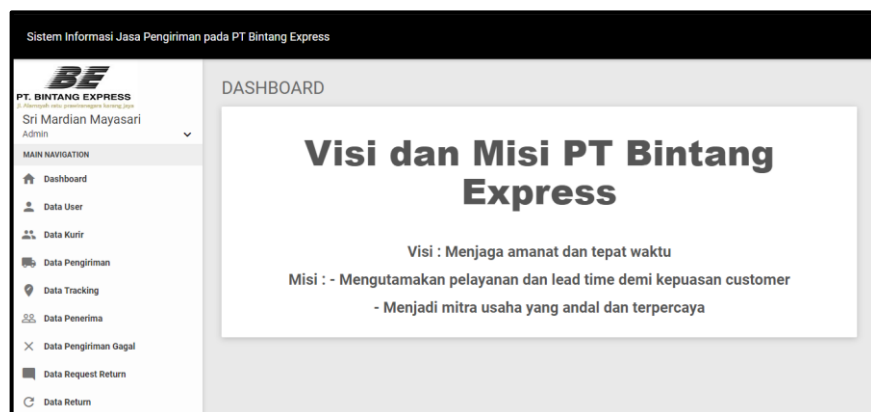 Sistem Informasi Jasa Pengiriman pada PT Bintang Express
BE
PT. BINTANG EXPRESS
Sri Mardian Mayasari
Admin
MAIN NAVIGATION
Dashboard
Data User
Data Kurir
Data Pengiriman
Data Tracking
Data Penerima
Data Pengiriman Gagal
Data Request Return
Data Return
DASHBOARD
Visi dan Misi PT Bintang
Express
Visi : Menjaga amanat dan tepat waktu
Misi : - Mengutamakan pelayanan dan lead time demi kepuasan customer
- Menjadi mitra usaha yang andal dan terpercaya